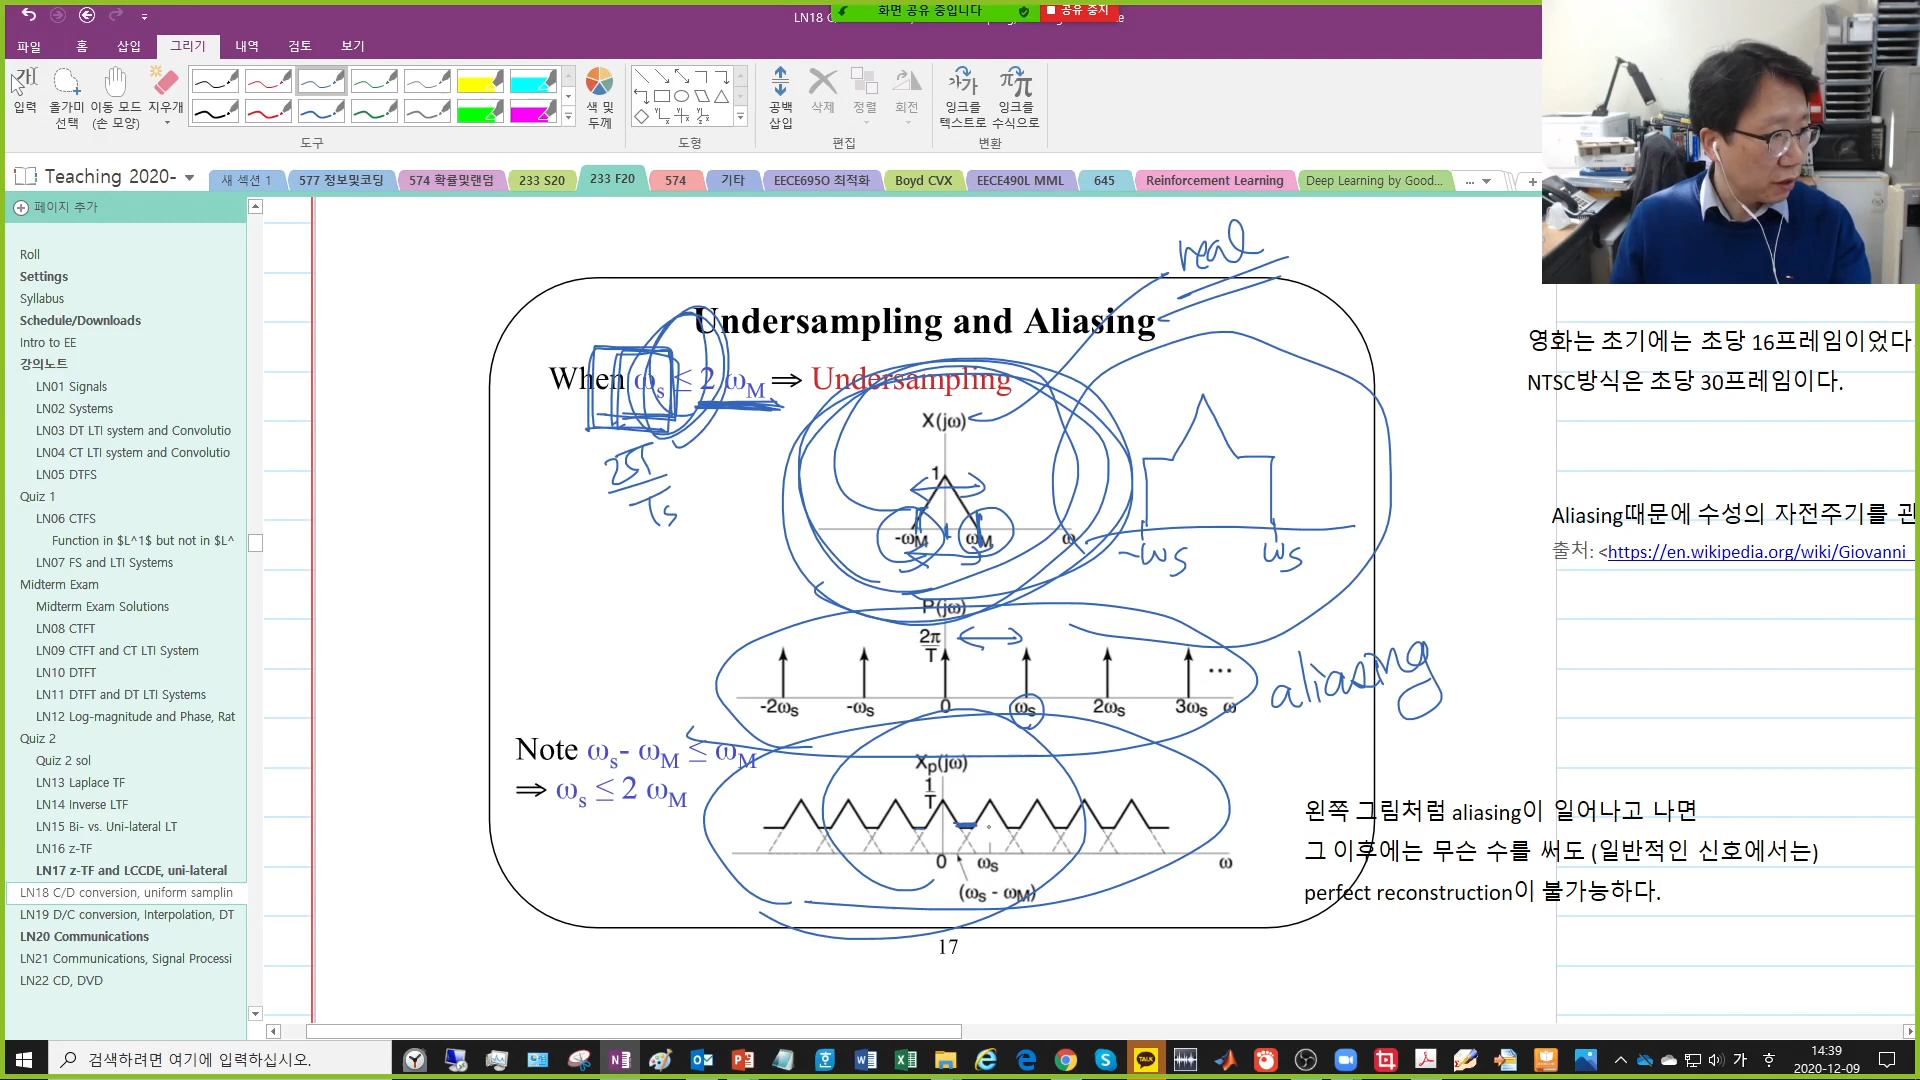 화면 공유 중입니다
공유 중지
파일
홈
삽입
그리기
내역
검토
보기
입력
올가미
선택
이동 모드
(손 모양)
지우개
색 및
두께
공백
삽입
삭제
정렬
회전
잉크를
텍스트로
잉크를
수식으로
도구
도형
편집
변환
Teaching 2020-
새 섹션 1
577 정보및코딩
574 확률및랜덤
233 S20
233 F20
574
기타
EECE695O 최적화
Boyd CVX
EECE490L MML
645
Reinforcement Learning
Deep Learning by Good...
...
페이지 추가
Roll
Settings
Syllabus
Schedule/Downloads
Intro to EE
강의노트
LN01 Signals
LN02 Systems
LN03 DT LTI system and Convolutio
LN04 CT LTI system and Convolutio
LN05 DTFS
Quiz 1
LN06 CTFS
Function in $L^1$ but not in $L^
LN07 FS and LTI Systems
Midterm Exam
Midterm Exam Solutions
LN08 CTFT
LN09 CTFT and CT LTI System
LN10 DTFT
LN11 DTFT and DT LTI Systems
LN12 Log-magnitude and Phase, Rat
Quiz 2
Quiz 2 sol
LN13 Laplace TF
LN14 Inverse LTF
LN15 Bi- vs. Uni-lateral LT
LN16 z-TF
LN17 z-TF and LCCDE, uni-lateral
LN18 C/D conversion, uniform samplin
LN19 D/C conversion, Interpolation, DT
LN20 Communications
LN21 Communications, Signal Processi
LN22 CD, DVD
real
Undersampling and Aliasing
When ωs ≤ 2 ωM ⇒ Undersampling
2π
Ts
X(jω)
1
-ωM
ωM
ω
-ωs
ωs
P(jω)
2π
T
-2ωs
-ωs
0
ωs
2ωs
3ωs
ω
...
aliasing
Note ωs- ωM ≤ ωM
⇒ ωs ≤ 2 ωM
Xp(jω)
1
T
0
ωs
ω
(ωs - ωM)
17
영화는 초기에는 초당 16프레임이었다
NTSC방식은 초당 30프레임이다.
Aliasing때문에 수성의 자전주기를 관
출처: <https://en.wikipedia.org/wiki/Giovanni_
왼쪽 그림처럼 aliasing이 일어나고 나면
그 이후에는 무슨 수를 써도 (일반적인 신호에서는)
perfect reconstruction이 불가능하다.
검색하려면 여기에 입력하십시오.
TALK
가
14:39
2020-12-09